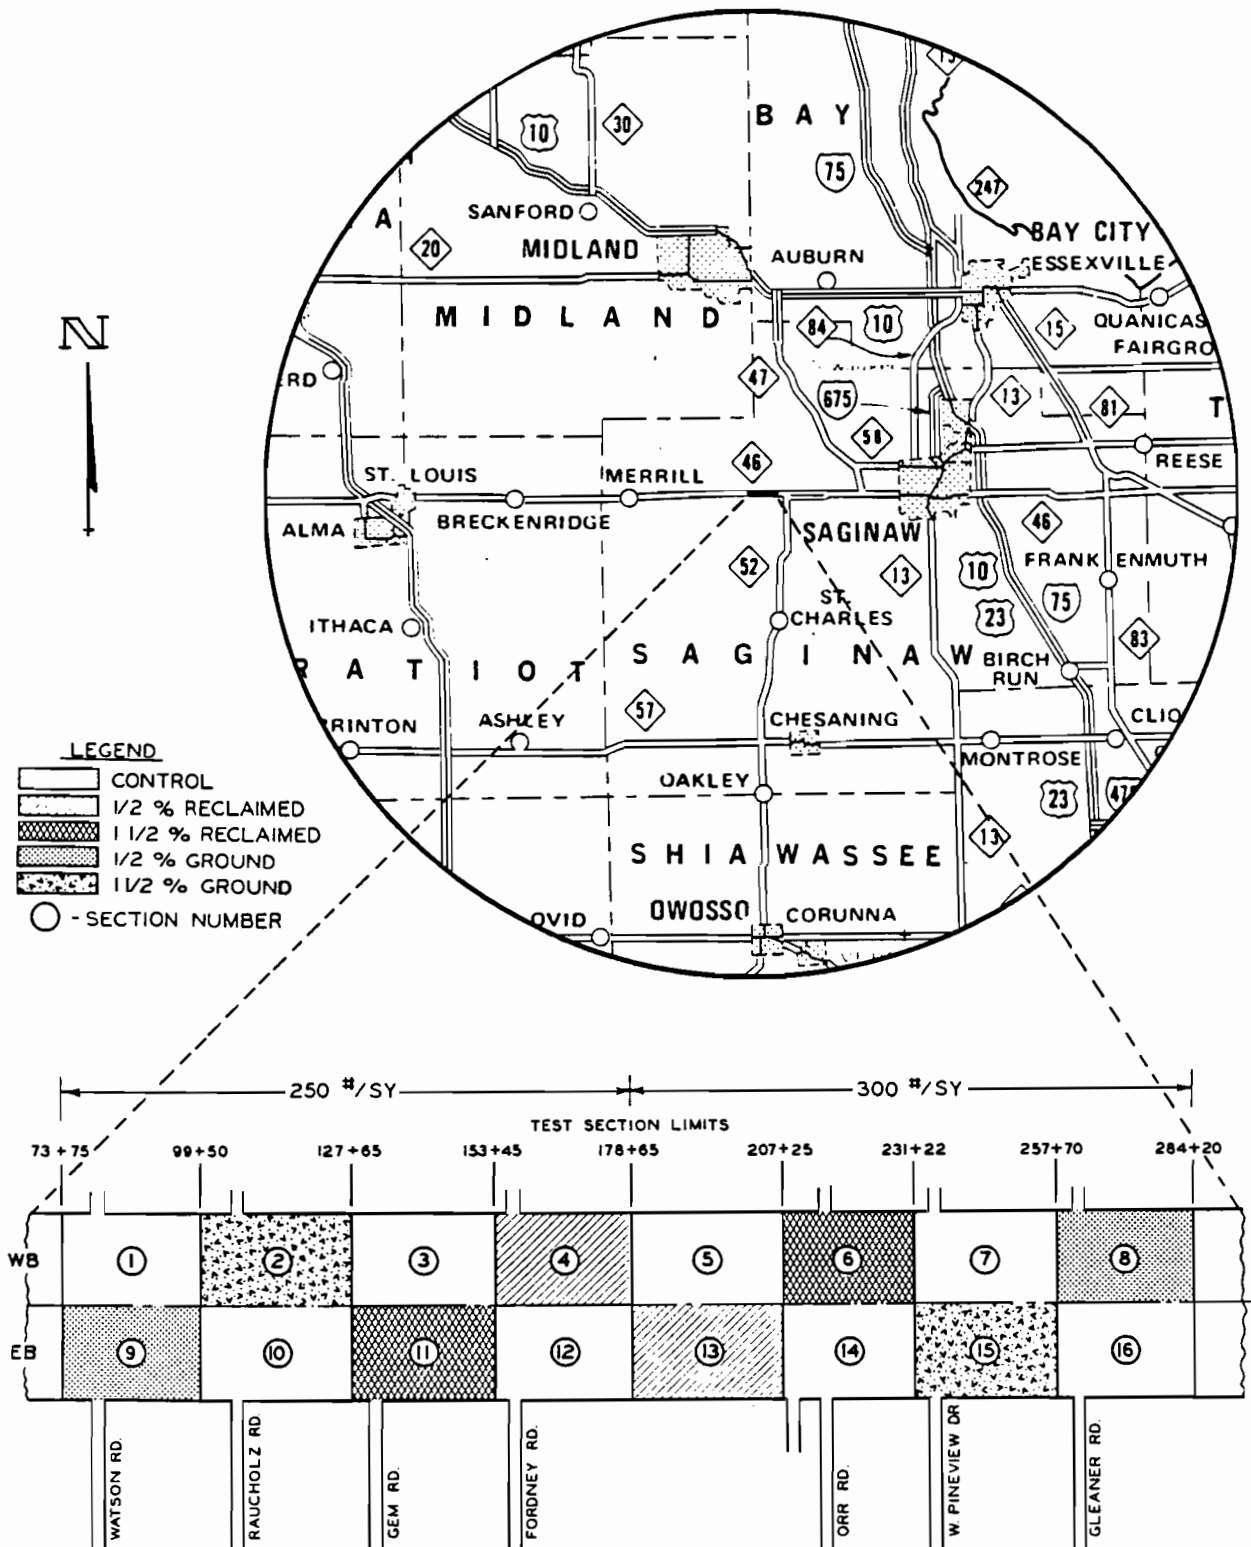 BAY
10
30
75
247
A
SANFORD
20
MIDLAND
AUBURN
BAY CITY
ESSEXVILLE
MIDLAND
84
10
15
QUANICAS
FAIRGRO
N
ERD
47
675
13
81
T
58
ST. LOUIS
MERRILL
46
REESE
ALMA
BRECKENRIDGE
SAGINAW
46
52
13
10
FRANKENMUTH
ST.
CHARLES
23
75
ITHACA
83
RATIOT
SAGINAW
BIRCH
RUN
57
RINTON
ASHLEY
CHESANING
CLIO
MONTROSE
OAKLEY
23
47
13
SHIAWASSEE
OVID
OWOSSO
CORUNNA
LEGEND
CONTROL
1/2 % RECLAIMED
1 1/2 % RECLAIMED
1/2 % GROUND
1 1/2 % GROUND
- SECTION NUMBER
250 #/SY
300 #/SY
TEST SECTION LIMITS
73+75 99+50 127+65 153+45 178+65 207+25 231+22 257+70 284+20
WB 1 2 3 4 5 6 7 8
EB 9 10 11 12 13 14 15 16
WATSON RD.
RAUCHOLZ RD.
GEM RD.
FORDNEY RD.
ORR RD.
W. PINEVIEW DR
GLEANER RD.